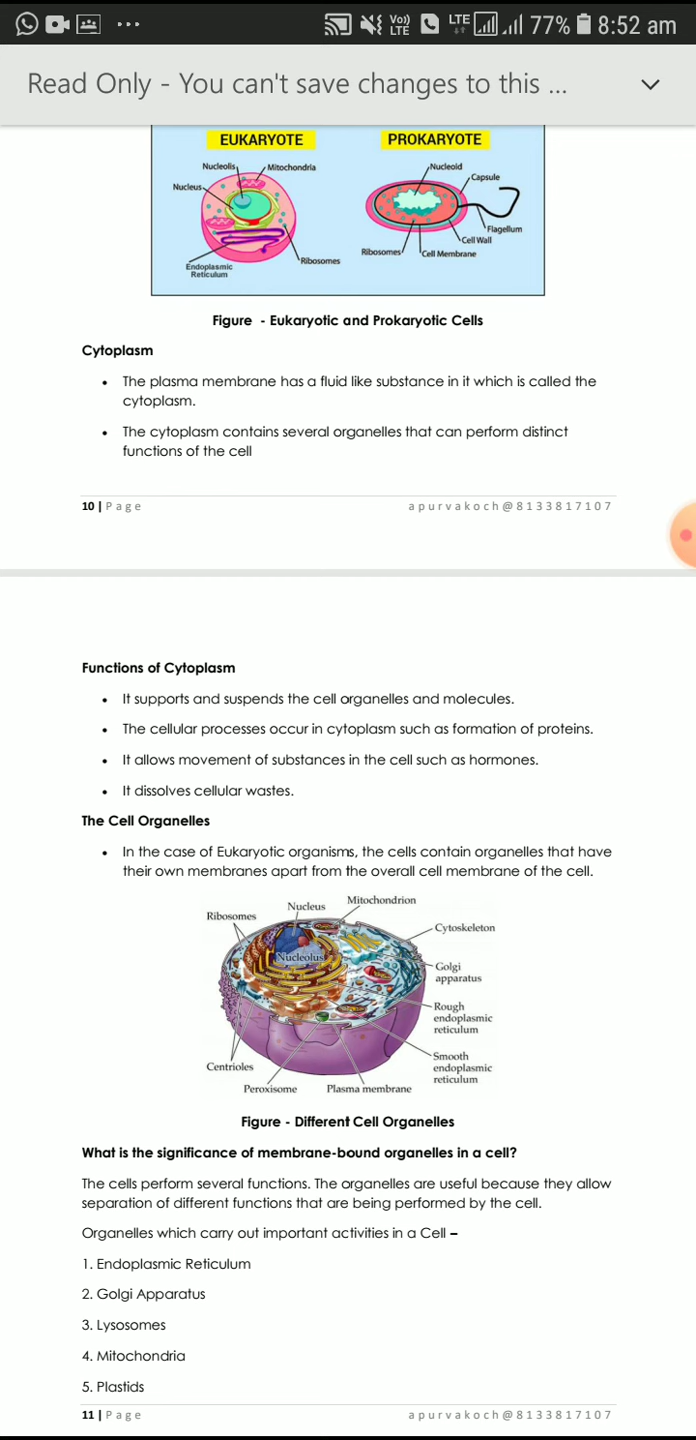 Vo)) LTE LTE 77% 8:52 am
Read Only - You can't save changes to this ...
EUKARYOTE PROKARYOTE
Nucleolis Mitochondria
Nucleus
Endoplasmic
Reticulum
Ribosomes
Nucleoid
Capsule
Flagellum
Cell Wall
Ribosomes Cell Membrane
Figure - Eukaryotic and Prokaryotic Cells
Cytoplasm
• The plasma membrane has a fluid like substance in it which is called the
cytoplasm.
• The cytoplasm contains several organelles that can perform distinct
functions of the cell
10 | Page apurvakoch@8133817107
Functions of Cytoplasm
• It supports and suspends the cell organelles and molecules.
• The cellular processes occur in cytoplasm such as formation of proteins.
• It allows movement of substances in the cell such as hormones.
• It dissolves cellular wastes.
The Cell Organelles
• In the case of Eukaryotic organisms, the cells contain organelles that have
their own membranes apart from the overall cell membrane of the cell.
Ribosomes
Nucleus
Mitochondrion
Cytoskeleton
Nucleolus
Golgi
apparatus
Rough
endoplasmic
reticulum
Smooth
endoplasmic
reticulum
Centrioles
Peroxisome
Plasma membrane
Figure - Different Cell Organelles
What is the significance of membrane-bound organelles in a cell?
The cells perform several functions. The organelles are useful because they allow
separation of different functions that are being performed by the cell.
Organelles which carry out important activities in a Cell –
1. Endoplasmic Reticulum
2. Golgi Apparatus
3. Lysosomes
4. Mitochondria
5. Plastids
11 | Page apurvakoch@8133817107